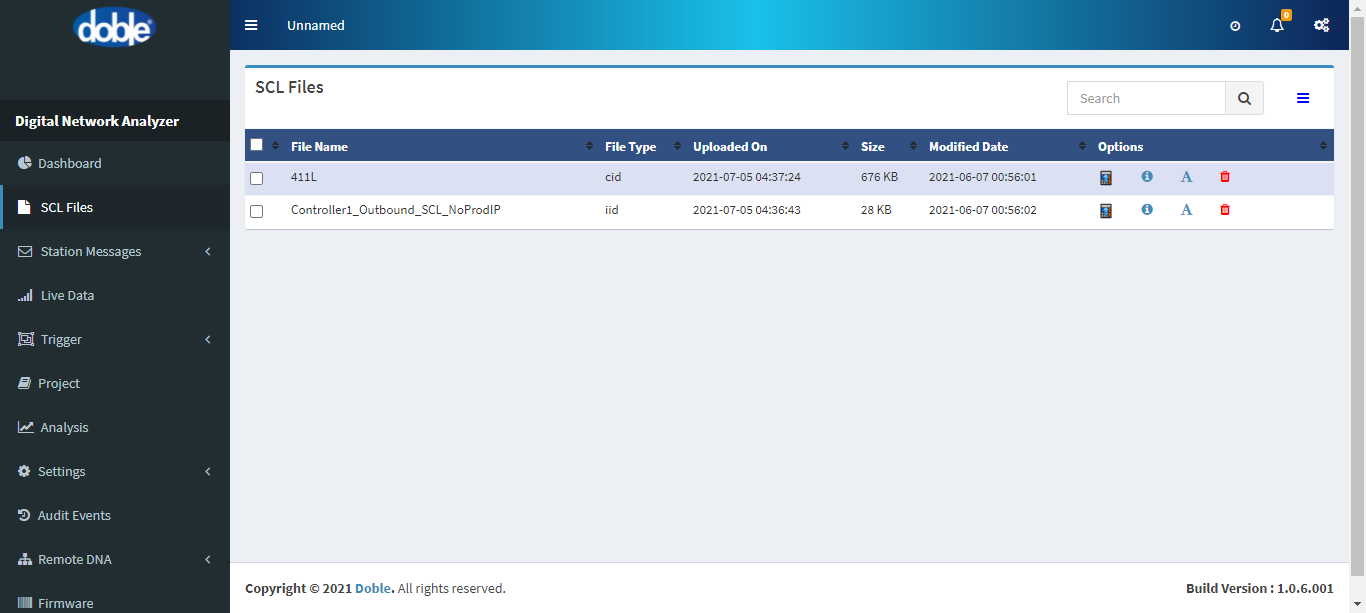 doble
Unnamed
0
Digital Network Analyzer
Dashboard
SCL Files
Station Messages
Live Data
Trigger
Project
Analysis
Settings
Audit Events
Remote DNA
Firmware
SCL Files
Search
File Name File Type Uploaded On Size Modified Date Options
411L cid 2021-07-05 04:37:24 676 KB 2021-06-07 00:56:01 A
Controller1_Outbound_SCL_NoProdIP iid 2021-07-05 04:36:43 28 KB 2021-06-07 00:56:02 A
Copyright © 2021 Doble. All rights reserved. Build Version : 1.0.6.001